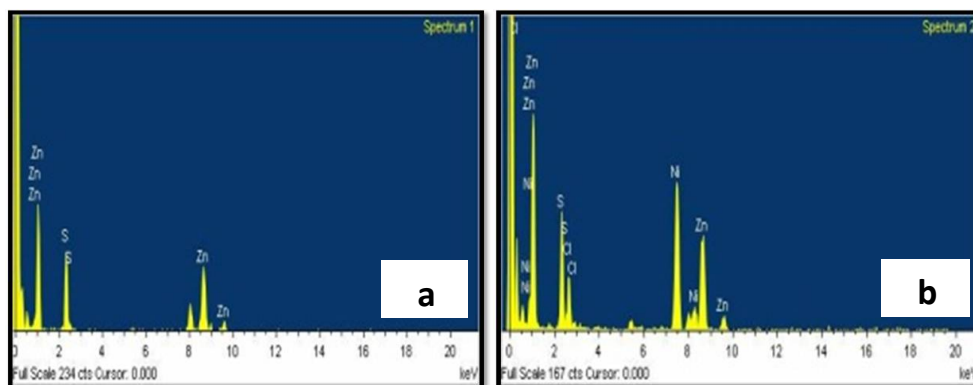 Spectrum 1
Zn
Zn
Zn
S
S
Zn
Zn
a
0 2 4 6 8 10 12 14 16 18 20
Full Scale 234 cts Cursor: 0.000 keV
Cl Spectrum 2
Zn
Zn
Zn
Ni
Ni
Ni
S
S
Cl
Cl
Ni
Ni
Zn
Zn
b
0 2 4 6 8 10 12 14 16 18 20
Full Scale 167 cts Cursor: 0.000 keV